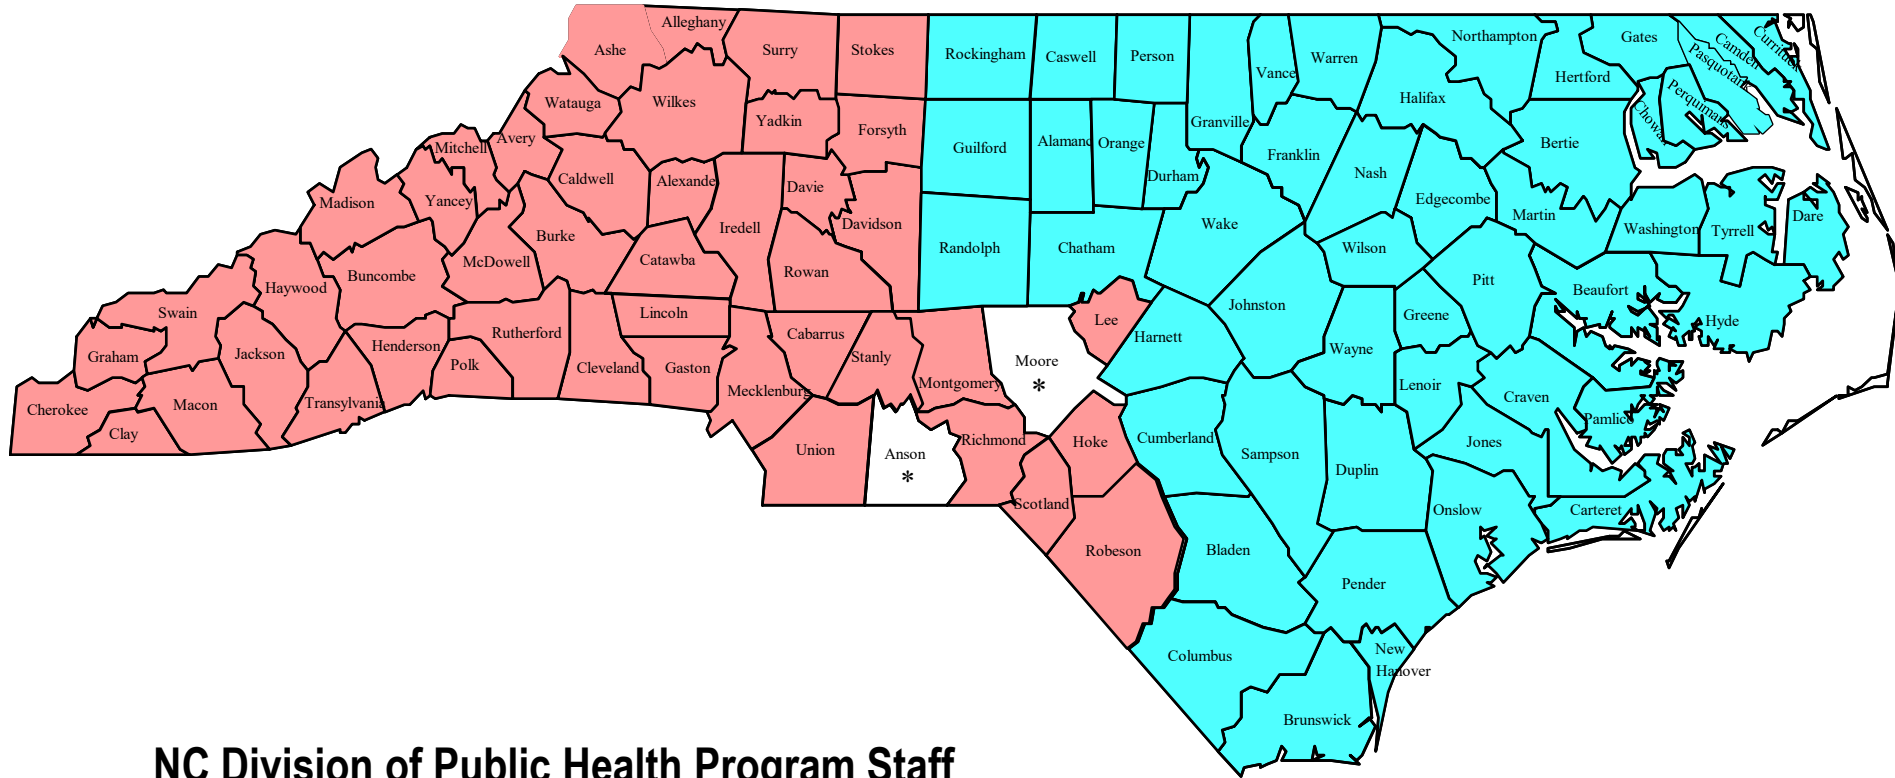 Alleghany
Ashe
Surry
Stokes
Rockingham
Caswell
Person
Vance
Warren
Northampton
Gates
Camden
Currituck
Pasquotank
Hertford
Halifax
Perquimans
Chowan
Watauga
Wilkes
Yadkin
Forsyth
Guilford
Alamanc
Orange
Granville
Durham
Franklin
Nash
Edgecombe
Bertie
Martin
Washington
Tyrrell
Dare
Mitchell
Avery
Caldwell
Alexande
Davie
Davidson
Iredell
Randolph
Chatham
Wake
Wilson
Pitt
Beaufort
Hyde
Madison
Yancey
Burke
McDowell
Catawba
Rowan
Buncombe
Haywood
Swain
Graham
Jackson
Henderson
Rutherford
Polk
Lincoln
Cleveland
Gaston
Cabarrus
Stanly
Mecklenburg
Montgomery
Moore
*
Lee
Harnett
Johnston
Greene
Wayne
Lenoir
Craven
Pamlico
Cherokee
Clay
Macon
Transylvania
Union
Anson
*
Richmond
Hoke
Scotland
Cumberland
Sampson
Duplin
Jones
Onslow
Carteret
Robeson
Bladen
Pender
Columbus
New
Hanover
Brunswick
NC Division of Public Health Program Staff